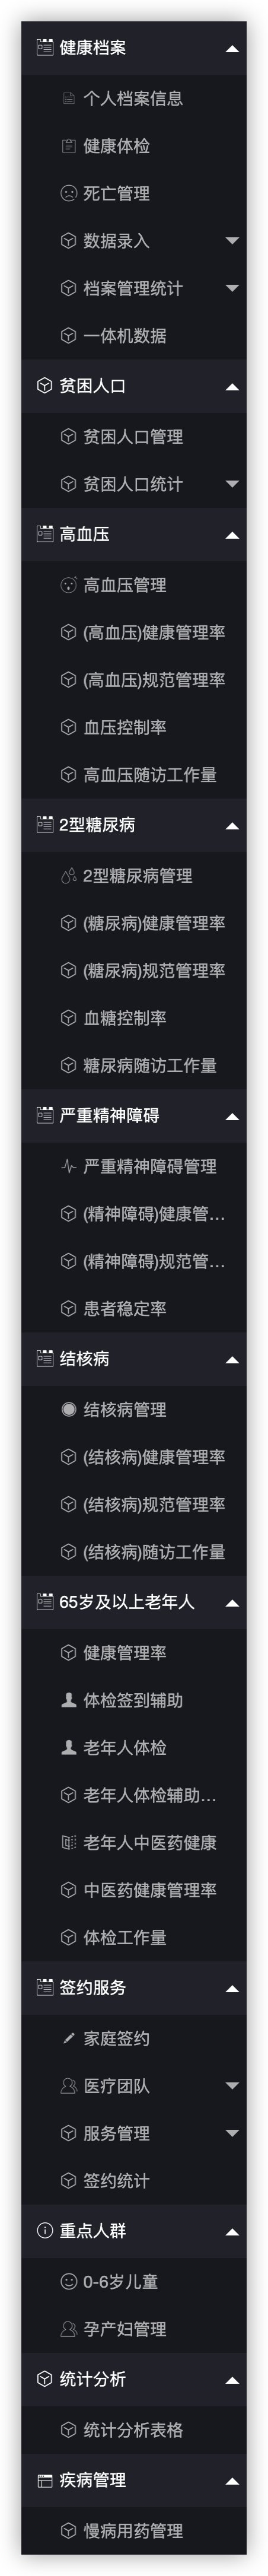 健康档案
个人档案信息
健康体检
死亡管理
数据录入
档案管理统计
一体机数据
贫困人口
贫困人口管理
贫困人口统计
高血压
高血压管理
(高血压)健康管理率
(高血压)规范管理率
血压控制率
高血压随访工作量
2型糖尿病
2型糖尿病管理
(糖尿病)健康管理率
(糖尿病)规范管理率
血糖控制率
糖尿病随访工作量
严重精神障碍
严重精神障碍管理
(精神障碍)健康管...
(精神障碍)规范管...
患者稳定率
结核病
结核病管理
(结核病)健康管理率
(结核病)规范管理率
(结核病)随访工作量
65岁及以上老年人
健康管理率
体检签到辅助
老年人体检
老年人体检辅助...
老年人中医药健康
中医药健康管理率
体检工作量
签约服务
家庭签约
医疗团队
服务管理
签约统计
重点人群
0-6岁儿童
孕产妇管理
统计分析
统计分析表格
疾病管理
慢病用药管理